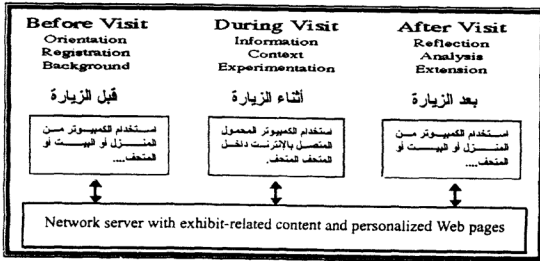 Before Visit
Orientation
Registration
Background
قبل الزيارة
استخدام الكمبيوتر من
المنزل أو البيت أو
المتحف....
During Visit
Information
Context
Experimentation
أثناء الزيارة
استخدام الكمبيوتر المحمول
المتصل بالإنترنت داخل
المتحف المتحف.
After Visit
Reflection
Analysis
Extension
بعد الزيارة
استخدام الكمبيوتر من
المنزل أو البيت أو
المتحف....
Network server with exhibit-related content and personalized Web pages